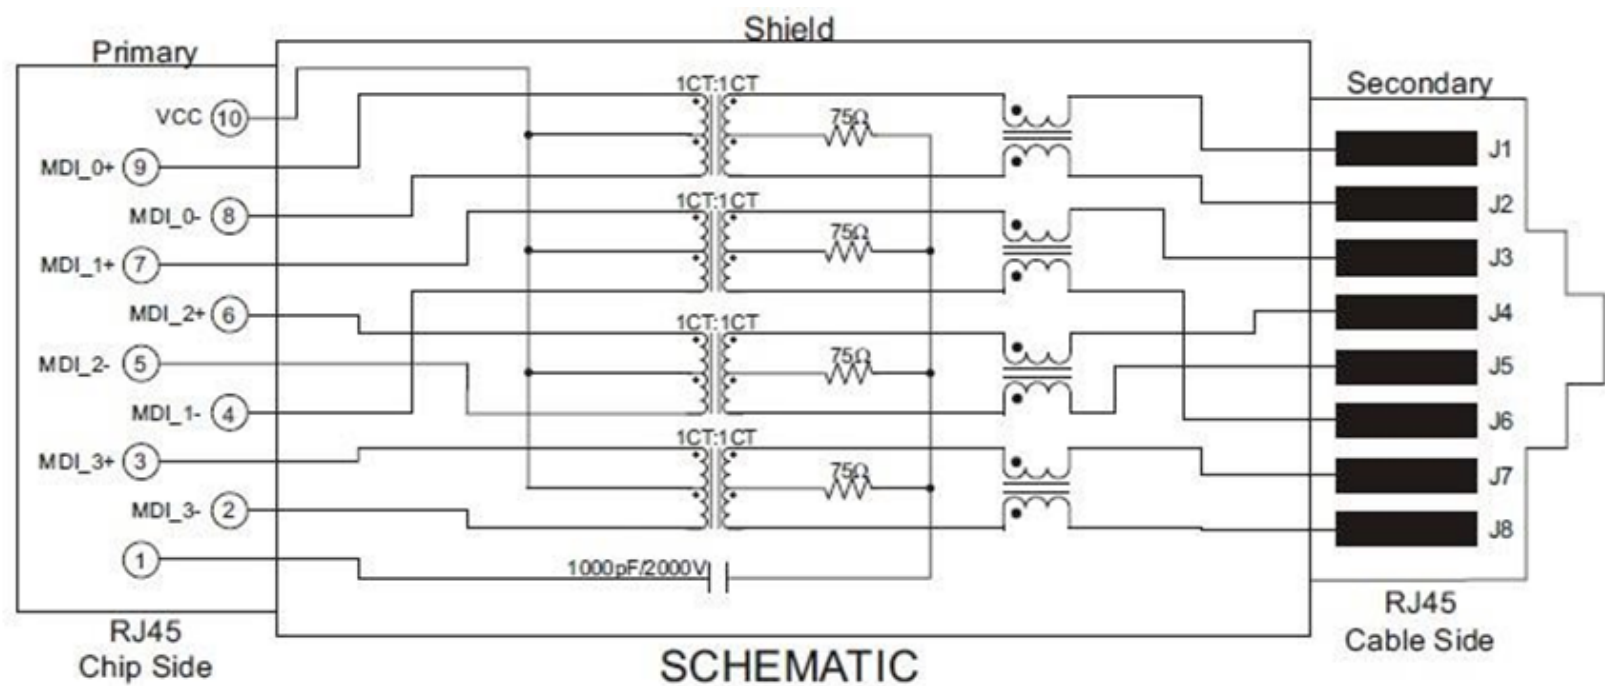 Shield
Primary
Secondary
1CT:1CT
75Ω
VCC 10
MDI_0+ 9
MDI_0- 8
MDI_1+ 7
MDI_2+ 6
MDI_2- 5
MDI_1- 4
MDI_3+ 3
MDI_3- 2
1
1CT:1CT
75Ω
1CT:1CT
75Ω
1CT:1CT
75Ω
1000pF/2000V
J1
J2
J3
J4
J5
J6
J7
J8
RJ45
Chip Side
SCHEMATIC
RJ45
Cable Side